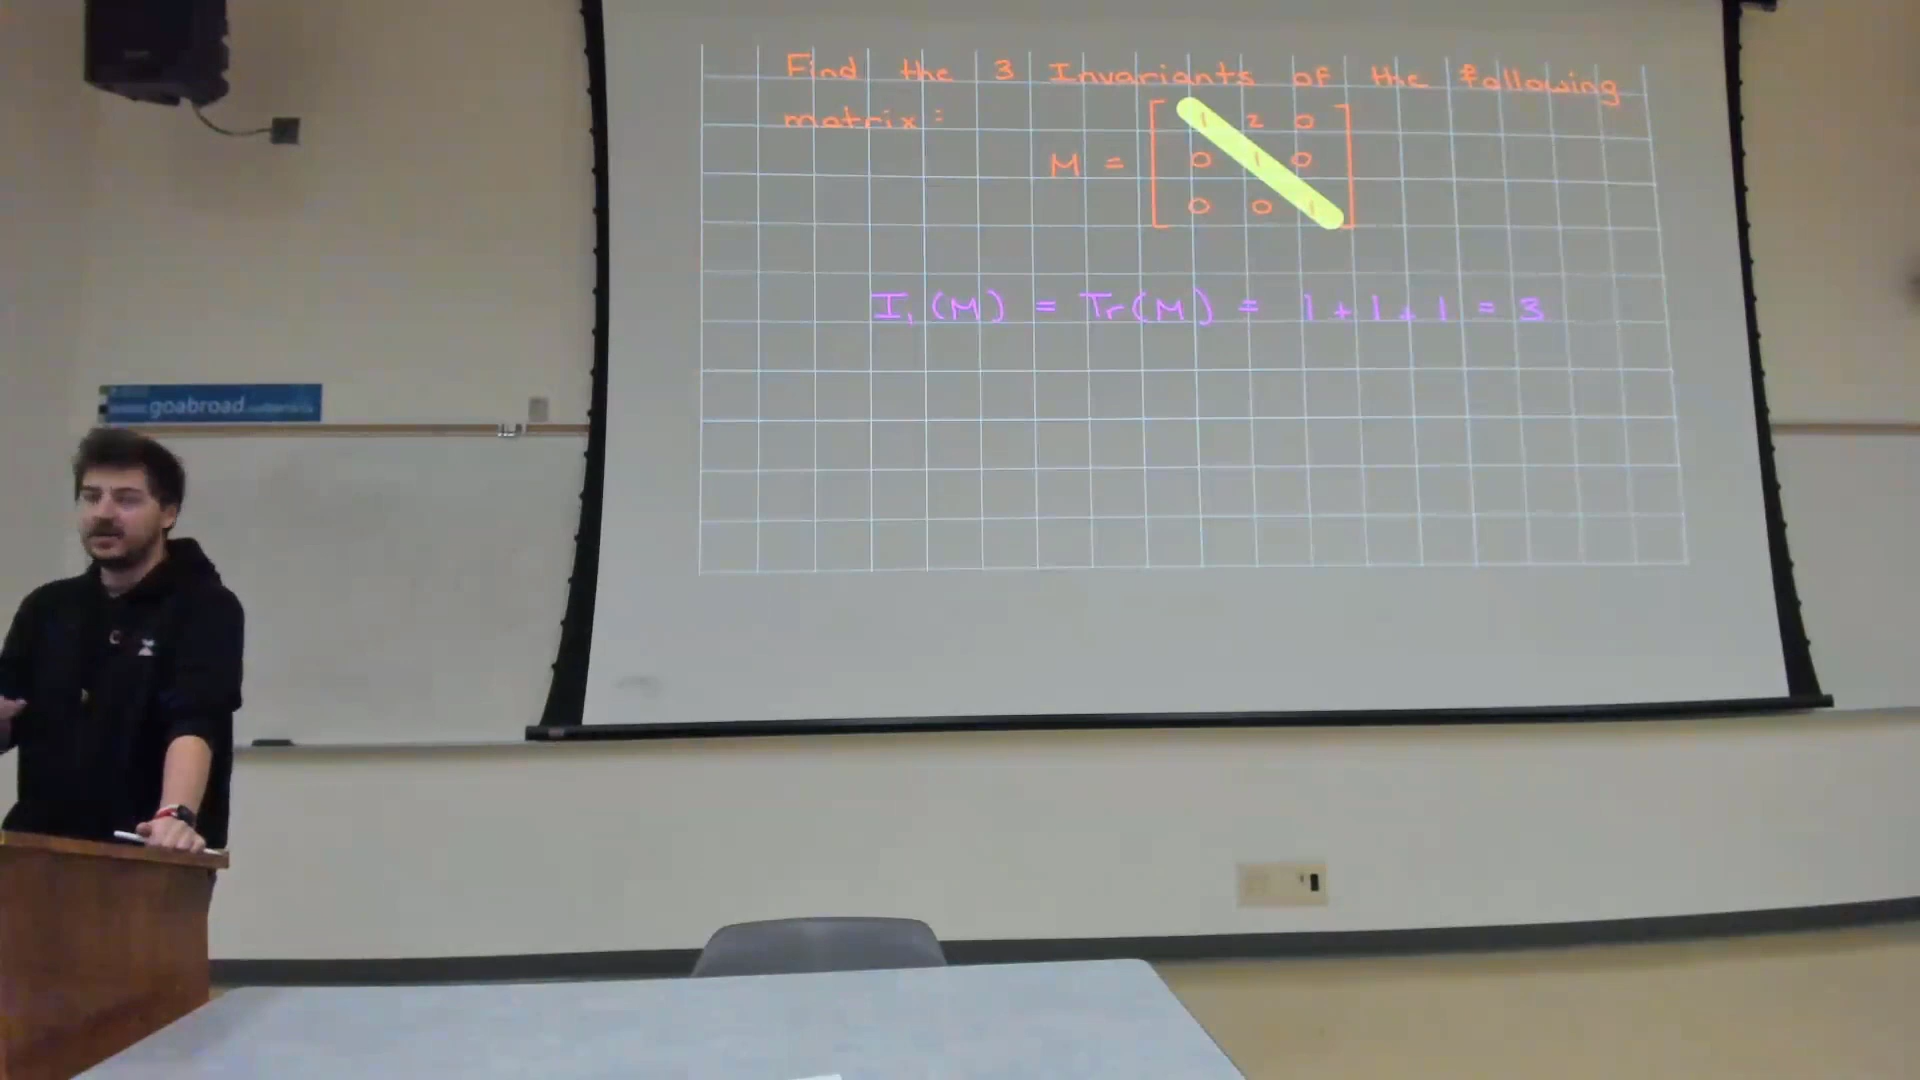 Find the 3 Invariants of the following
matrix:
M = [ 1 2 0
0 1 0
0 0 1 ]
I₁(M) = Tr(M) = 1 + 1 + 1 = 3
goabroad